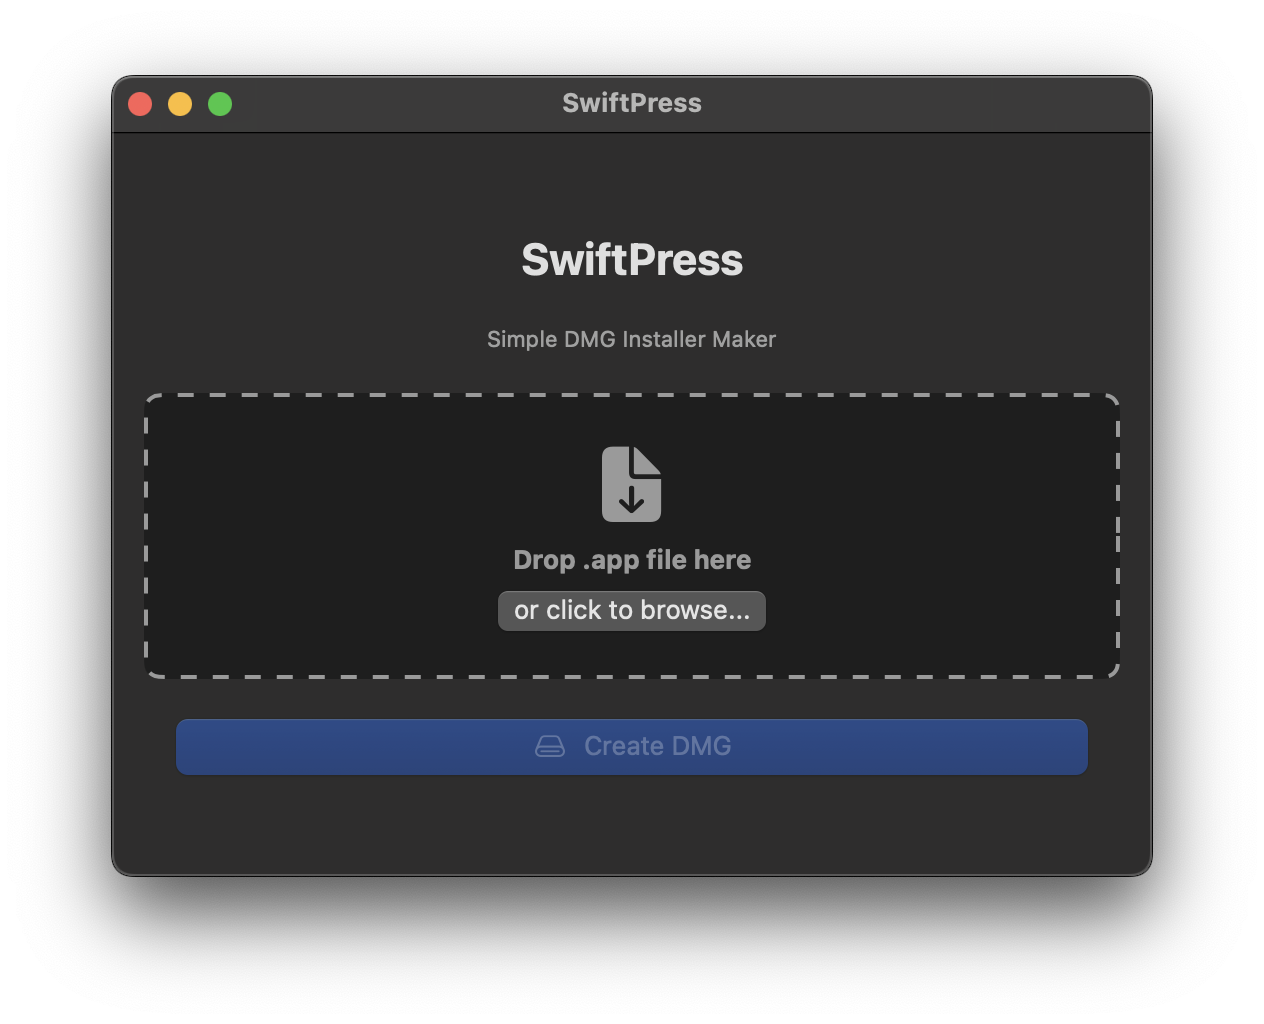 SwiftPress
SwiftPress
Simple DMG Installer Maker
Drop .app file here
or click to browse...
Create DMG